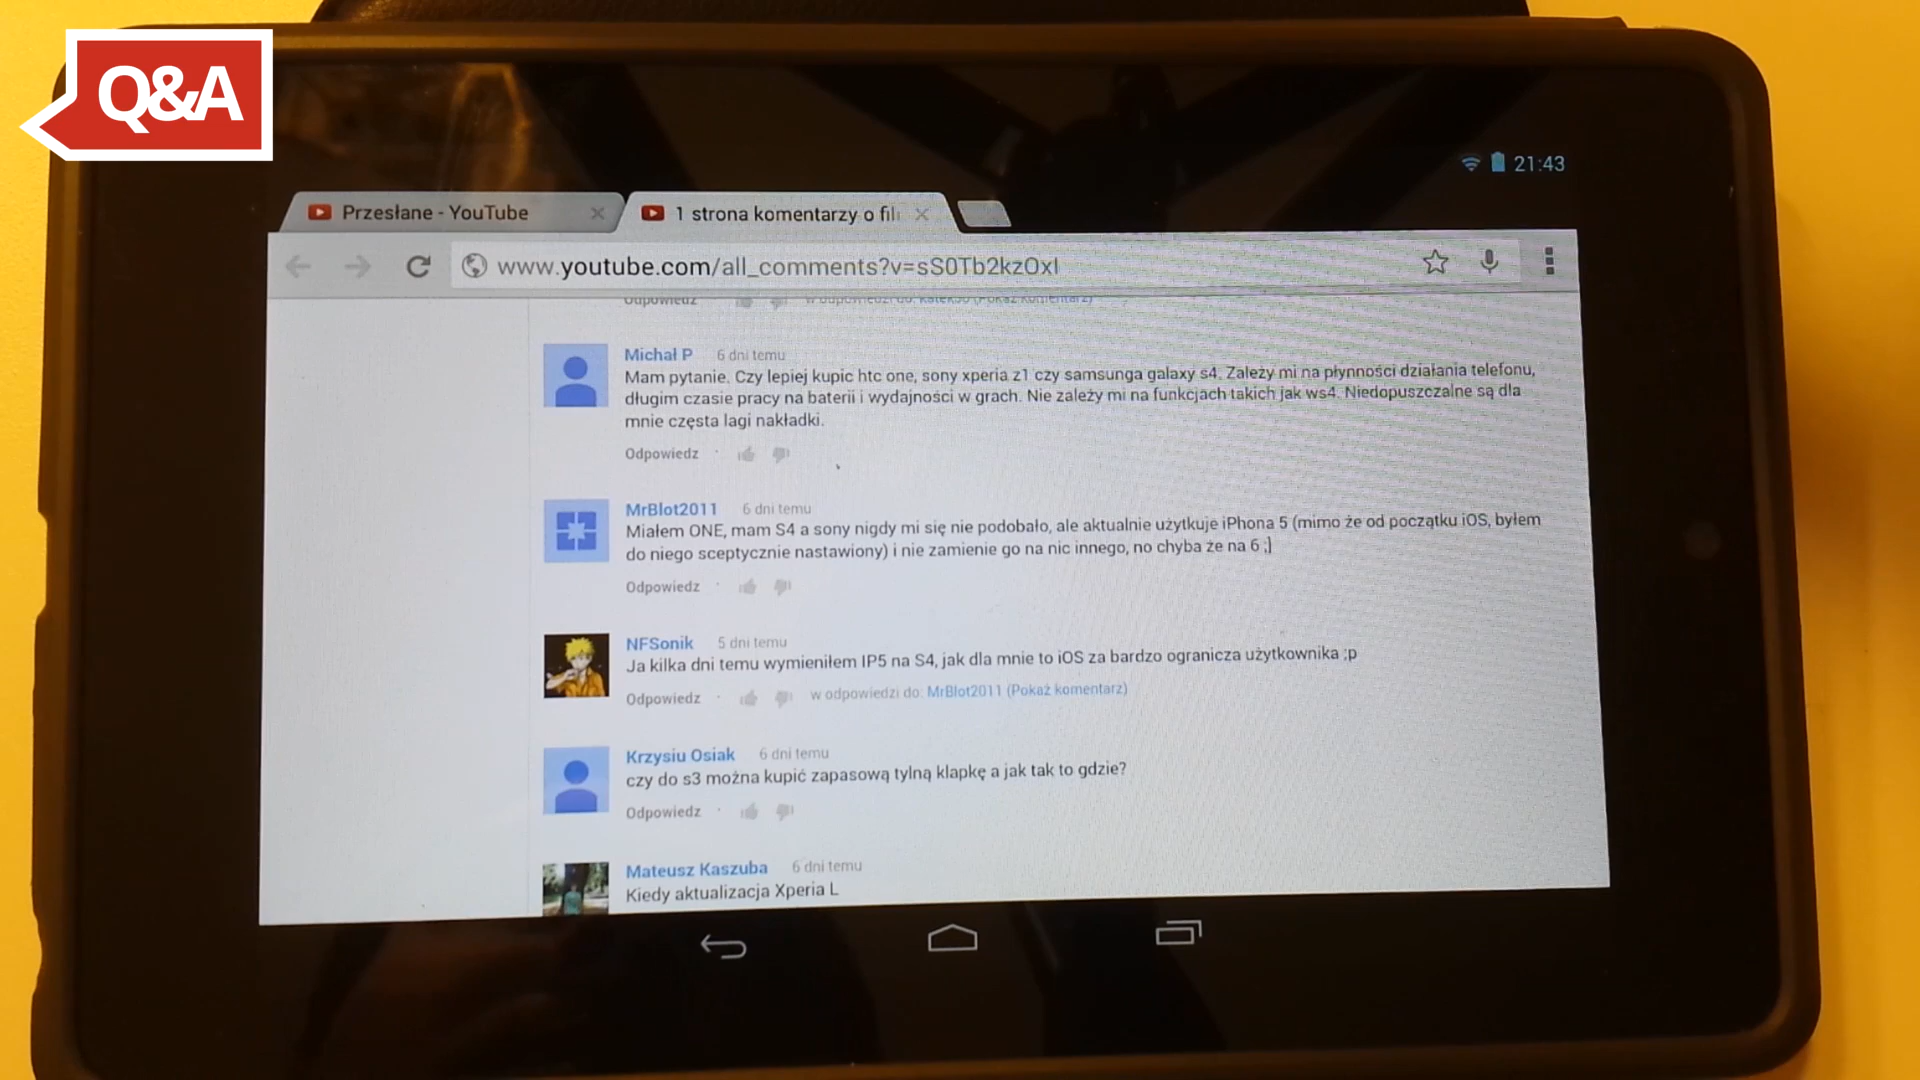 Q&A
21:43
Przesłane - YouTube
1 strona komentarzy o fil
www.youtube.com/all_comments?v=sS0Tb2kzOxI
Odpowiedz w odpowiedzi do: (Pokaż komentarz)
Michał P 6 dni temu
Mam pytanie. Czy lepiej kupic htc one, sony xperia z1 czy samsunga galaxy s4. Zależy mi na płynności działania telefonu,
długim czasie pracy na baterii i wydajności w grach. Nie zależy mi na funkcjach takich jak ws4. Niedopuszczalne są dla
mnie częsta lagi nakładki.
Odpowiedz
MrBlot2011 6 dni temu
Miałem ONE, mam S4 a sony nigdy mi się nie podobało, ale aktualnie użytkuje iPhona 5 (mimo że od początku iOS, byłem
do niego sceptycznie nastawiony) i nie zamienie go na nic innego, no chyba że na 6 ;]
Odpowiedz
NFSonik 5 dni temu
Ja kilka dni temu wymieniłem IP5 na S4, jak dla mnie to iOS za bardzo ogranicza użytkownika ;p
Odpowiedz w odpowiedzi do: MrBlot2011 (Pokaż komentarz)
Krzysiu Osiak 6 dni temu
czy do s3 można kupić zapasową tylną klapkę a jak tak to gdzie?
Odpowiedz
Mateusz Kaszuba 6 dni temu
Kiedy aktualizacja Xperia L